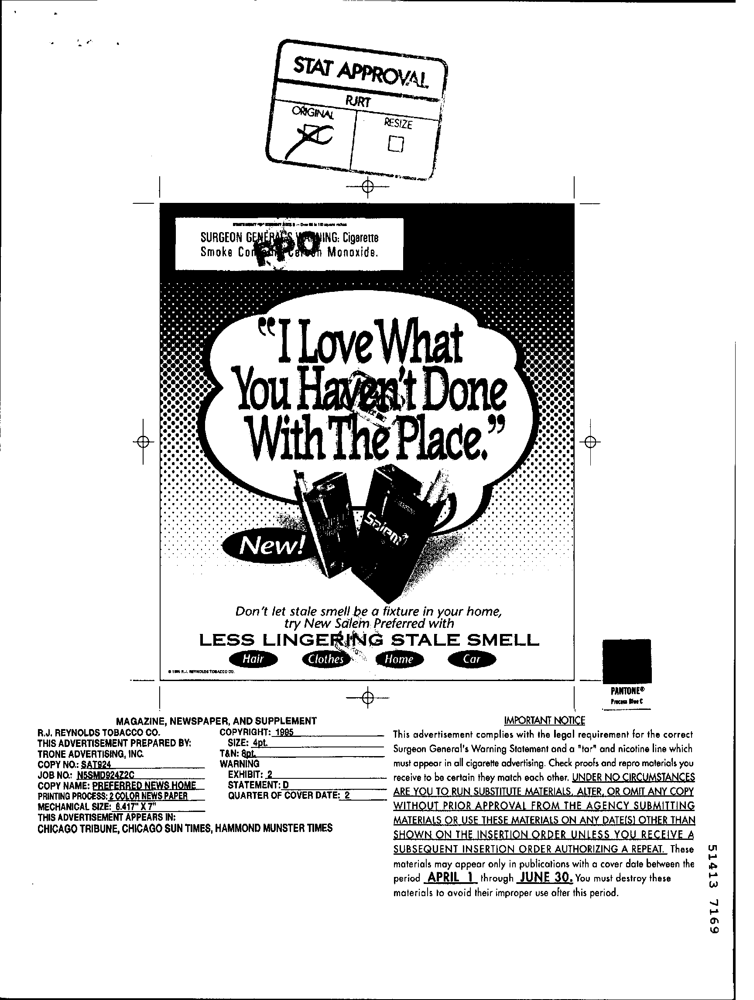 STAT APPROVAL
RJRT
ORIGINAL
RESIZE
SURGEON GENERAL'S WARNING: Cigarette
Smoke Contains Carbon Monoxide.
FPO
"I Love What
You Haven't Done
With The Place."
Salem
New!
Don't let stale smell be a fixture in your home,
try New Salem Preferred with
LESS LINGERING STALE SMELL
Hair Clothes Home Car
R.J. REYNOLDS TOBACCO CO.
PANTONE®
Process Blue C
MAGAZINE, NEWSPAPER, AND SUPPLEMENT
R.J. REYNOLDS TOBACCO CO.
THIS ADVERTISEMENT PREPARED BY:
TRONE ADVERTISING, INC.
COPY NO.: SAT924
JOB NO.: N5SMD924Z2C
COPY NAME: PREFERRED NEWS HOME
PRINTING PROCESS: 2 COLOR NEWS PAPER
MECHANICAL SIZE: 6.417" X 7"
THIS ADVERTISEMENT APPEARS IN:
CHICAGO TRIBUNE, CHICAGO SUN TIMES, HAMMOND MUNSTER TIMES
COPYRIGHT: 1995
SIZE: 4pt.
T&N: 8pt.
WARNING
EXHIBIT: 2
STATEMENT: D
QUARTER OF COVER DATE: 2
IMPORTANT NOTICE
This advertisement complies with the legal requirement for the correct
Surgeon General's Warning Statement and a "tar" and nicotine line which
must appear in all cigarette advertising. Check proofs and repro materials you
receive to be certain they match each other. UNDER NO CIRCUMSTANCES
ARE YOU TO RUN SUBSTITUTE MATERIALS, ALTER, OR OMIT ANY COPY
WITHOUT PRIOR APPROVAL FROM THE AGENCY SUBMITTING
MATERIALS OR USE THESE MATERIALS ON ANY DATE(S) OTHER THAN
SHOWN ON THE INSERTION ORDER UNLESS YOU RECEIVE A
SUBSEQUENT INSERTION ORDER AUTHORIZING A REPEAT. These
materials may appear only in publications with a cover date between the
period APRIL 1 through JUNE 30. You must destroy these
materials to avoid their improper use after this period.
51413 7169